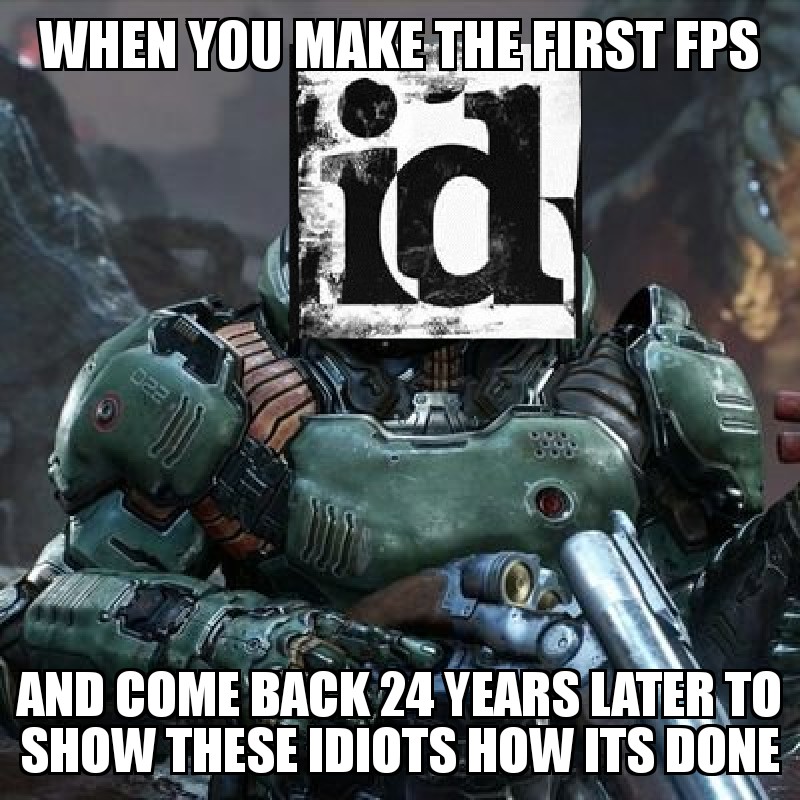 WHEN YOU MAKE THE FIRST FPS
id
022
AND COME BACK 24 YEARS LATER TO
SHOW THESE IDIOTS HOW ITS DONE